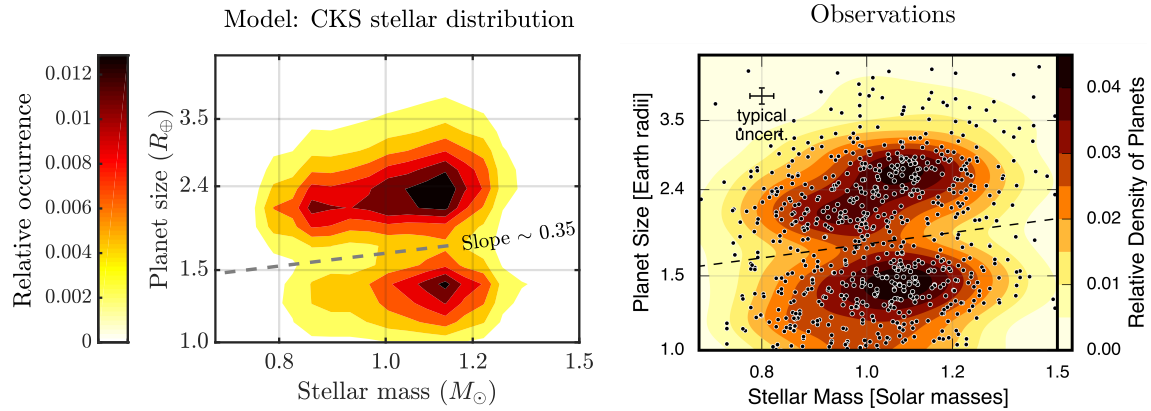 Model: CKS stellar distribution
Relative occurrence
0.012
0.01
0.008
0.006
0.004
0.002
0
Planet size (R⊕)
3.5
2.4
1.5
1.0
Slope ~ 0.35
0.8
1.0
1.2
1.5
Stellar mass (M⊙)
Observations
Planet Size [Earth radii]
3.5
2.4
1.5
1.0
typical
uncert.
0.8
1.0
1.2
1.5
Stellar Mass [Solar masses]
0.04
0.03
0.02
0.01
0.00
Relative Density of Planets